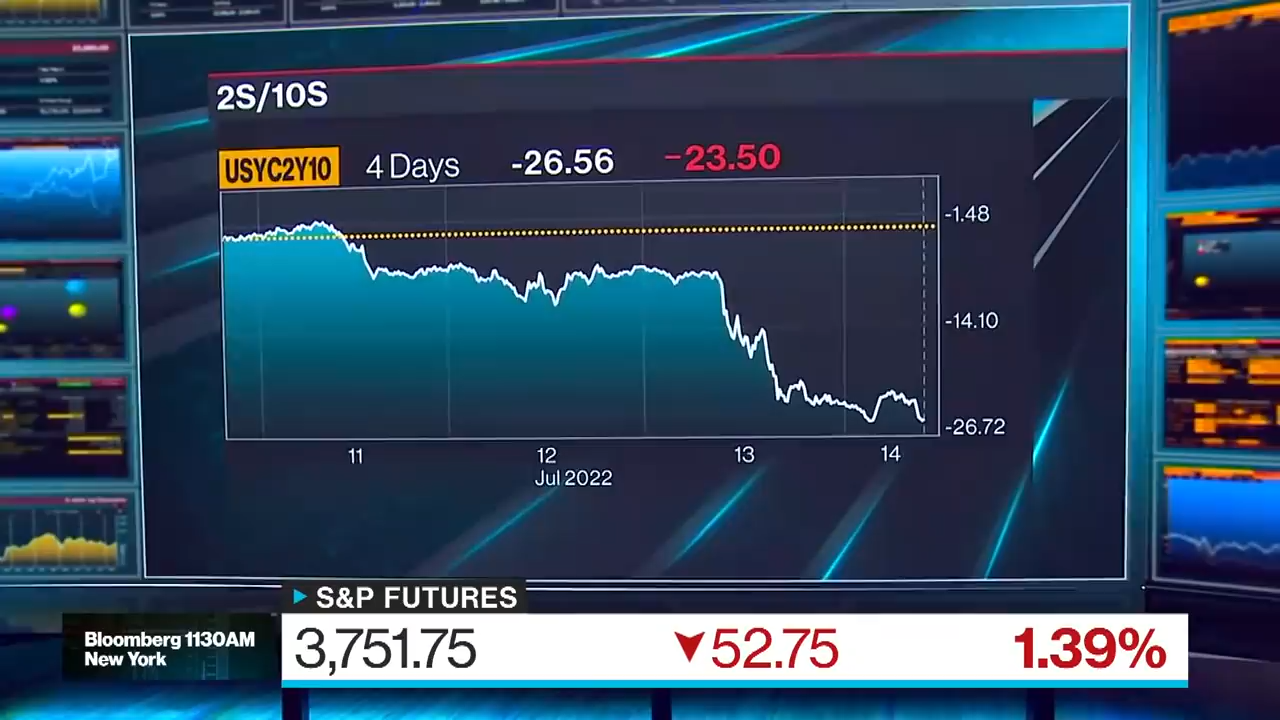 2S/10S
USYC2Y10 4 Days -26.56 -23.50
-1.48
-14.10
-26.72
11 12 13 14
Jul 2022
S&P FUTURES
Bloomberg 1130AM
New York
3,751.75 52.75 1.39%